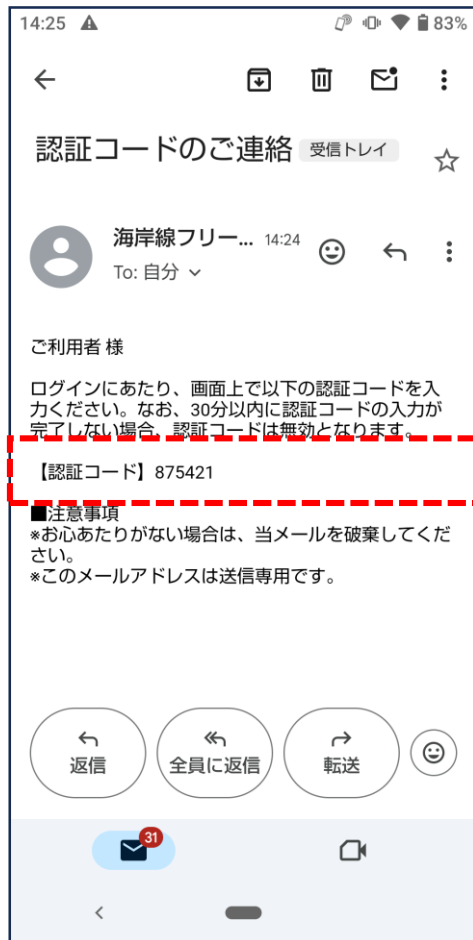 14:25 83%
認証コードのご連絡 受信トレイ
海岸線フリー... 14:24
To: 自分
ご利用者 様
ログインにあたり、画面上で以下の認証コードを入
力ください。なお、30分以内に認証コードの入力が
完了しない場合、認証コードは無効となります。
【認証コード】875421
■注意事項
*お心あたりがない場合は、当メールを破棄してくだ
さい。
*このメールアドレスは送信専用です。
返信 全員に返信 転送
31